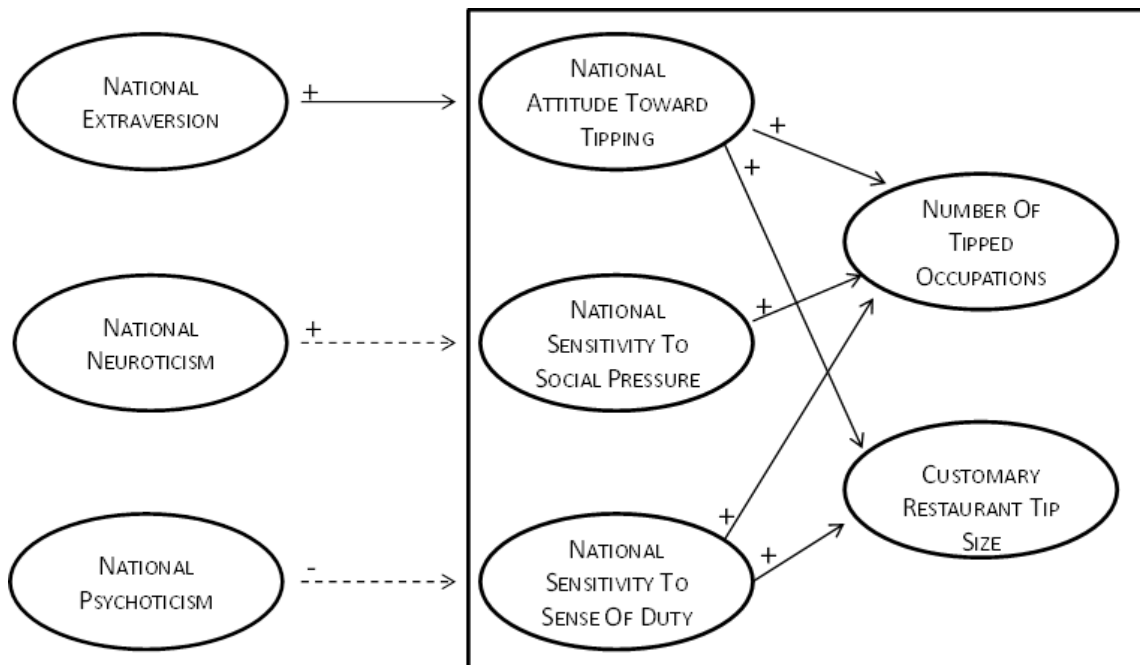 NATIONAL
EXTRAVERSION
+
NATIONAL
ATTITUDE TOWARD
TIPPING
+
+
NUMBER OF
TIPPED
OCCUPATIONS
NATIONAL
NEUROTICISM
+
NATIONAL
SENSITIVITY TO
SOCIAL PRESSURE
+
CUSTOMARY
RESTAURANT TIP
SIZE
NATIONAL
PSYCHOTICISM
-
NATIONAL
SENSITIVITY TO
SENSE OF DUTY
+
+